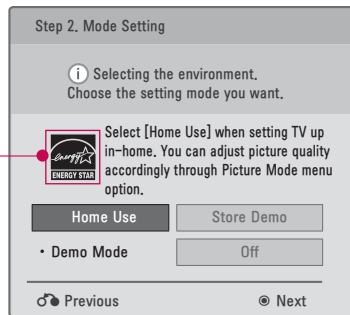 Step 2. Mode Setting
i Selecting the environment.
Choose the setting mode you want.
Select [Home Use] when setting TV up
in-home. You can adjust picture quality
accordingly through Picture Mode menu
option.
energy
ENERGY STAR
Home Use
Store Demo
• Demo Mode
Off
Previous
Next